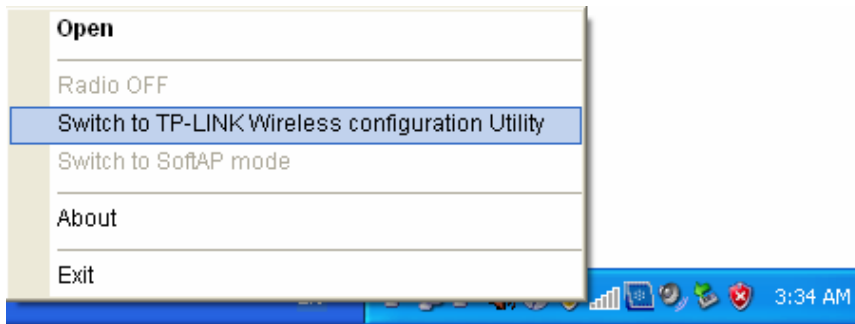 Open
Radio OFF
Switch to TP-LINK Wireless configuration Utility
Switch to SoftAP mode
About
Exit
3:34 AM